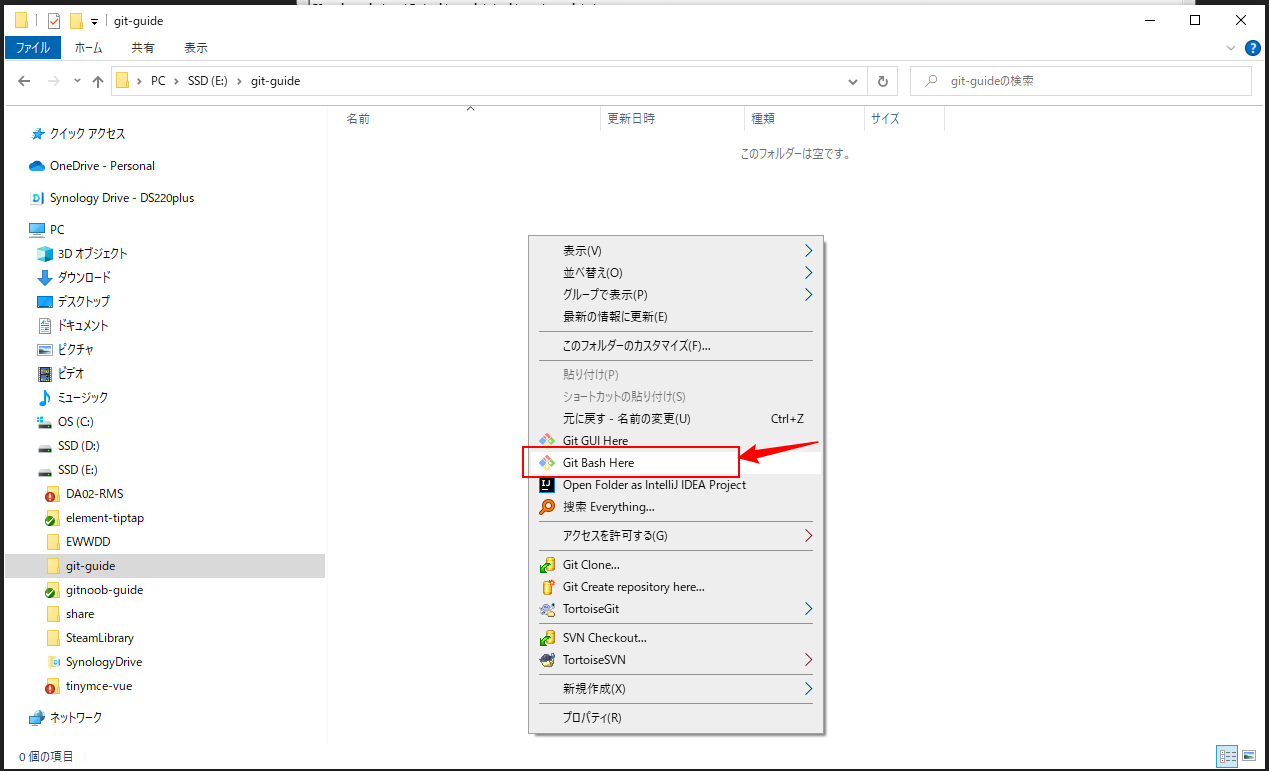 git-guide
ファイル ホーム 共有 表示
PC SSD (E:) git-guide
git-guideの検索
名前 更新日時 種類 サイズ
このフォルダーは空です。
クイック アクセス
OneDrive - Personal
Synology Drive - DS220plus
PC
3D オブジェクト
ダウンロード
デスクトップ
ドキュメント
ピクチャ
ビデオ
ミュージック
OS (C:)
SSD (D:)
SSD (E:)
DA02-RMS
element-tiptap
EWWDD
git-guide
gitnoob-guide
share
SteamLibrary
SynologyDrive
tinymce-vue
ネットワーク
表示(V)
並べ替え(O)
グループで表示(P)
最新の情報に更新(E)
このフォルダーのカスタマイズ(F)...
貼り付け(P)
ショートカットの貼り付け(S)
元に戻す - 名前の変更(U) Ctrl+Z
Git GUI Here
Git Bash Here
Open Folder as IntelliJ IDEA Project
搜索 Everything...
アクセスを許可する(G)
Git Clone...
Git Create repository here...
TortoiseGit
SVN Checkout...
TortoiseSVN
新規作成(X)
プロパティ(R)
0 個の項目